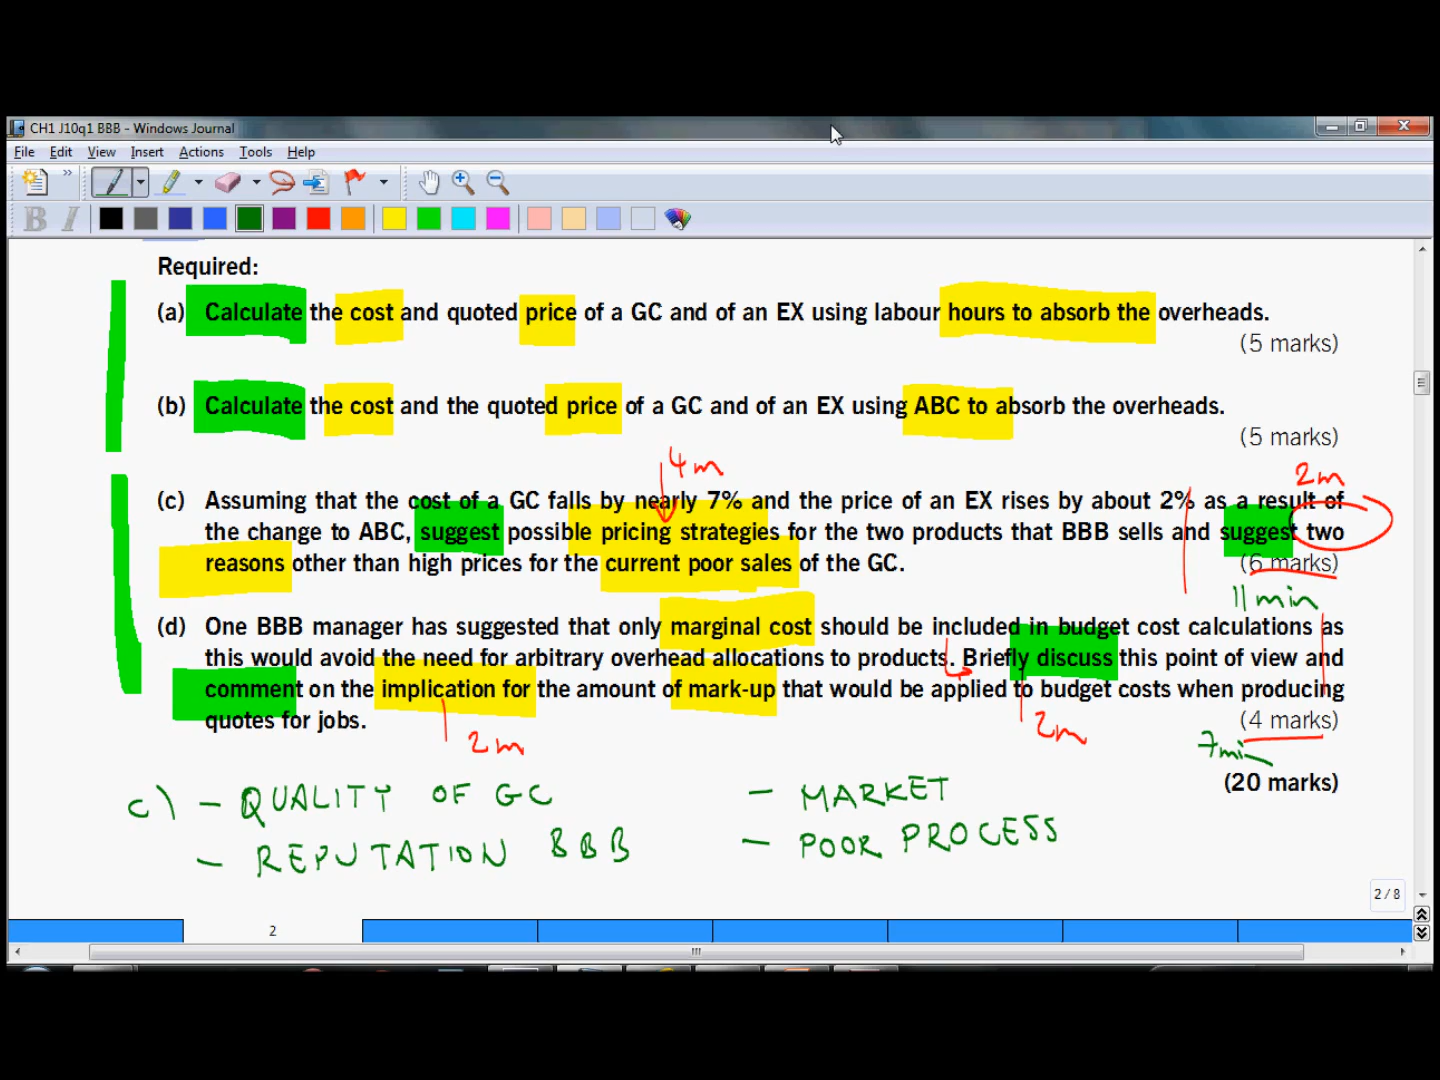 CH1 J10q1 BBB - Windows Journal
File Edit View Insert Actions Tools Help
B I
Required:
(a) Calculate the cost and quoted price of a GC and of an EX using labour hours to absorb the overheads.
(5 marks)
(b) Calculate the cost and the quoted price of a GC and of an EX using ABC to absorb the overheads.
(5 marks)
4m
2m
(c) Assuming that the cost of a GC falls by nearly 7% and the price of an EX rises by about 2% as a result of
the change to ABC, suggest possible pricing strategies for the two products that BBB sells and suggest two
reasons other than high prices for the current poor sales of the GC.
(6 marks)
11 min
(d) One BBB manager has suggested that only marginal cost should be included in budget cost calculations as
this would avoid the need for arbitrary overhead allocations to products. Briefly discuss this point of view and
comment on the implication for the amount of mark-up that would be applied to budget costs when producing
quotes for jobs.
(4 marks)
2m
2m
7min
(20 marks)
c) - QUALITY OF GC
- MARKET
- REPUTATION BBB
- POOR PROCESS
2 / 8
2